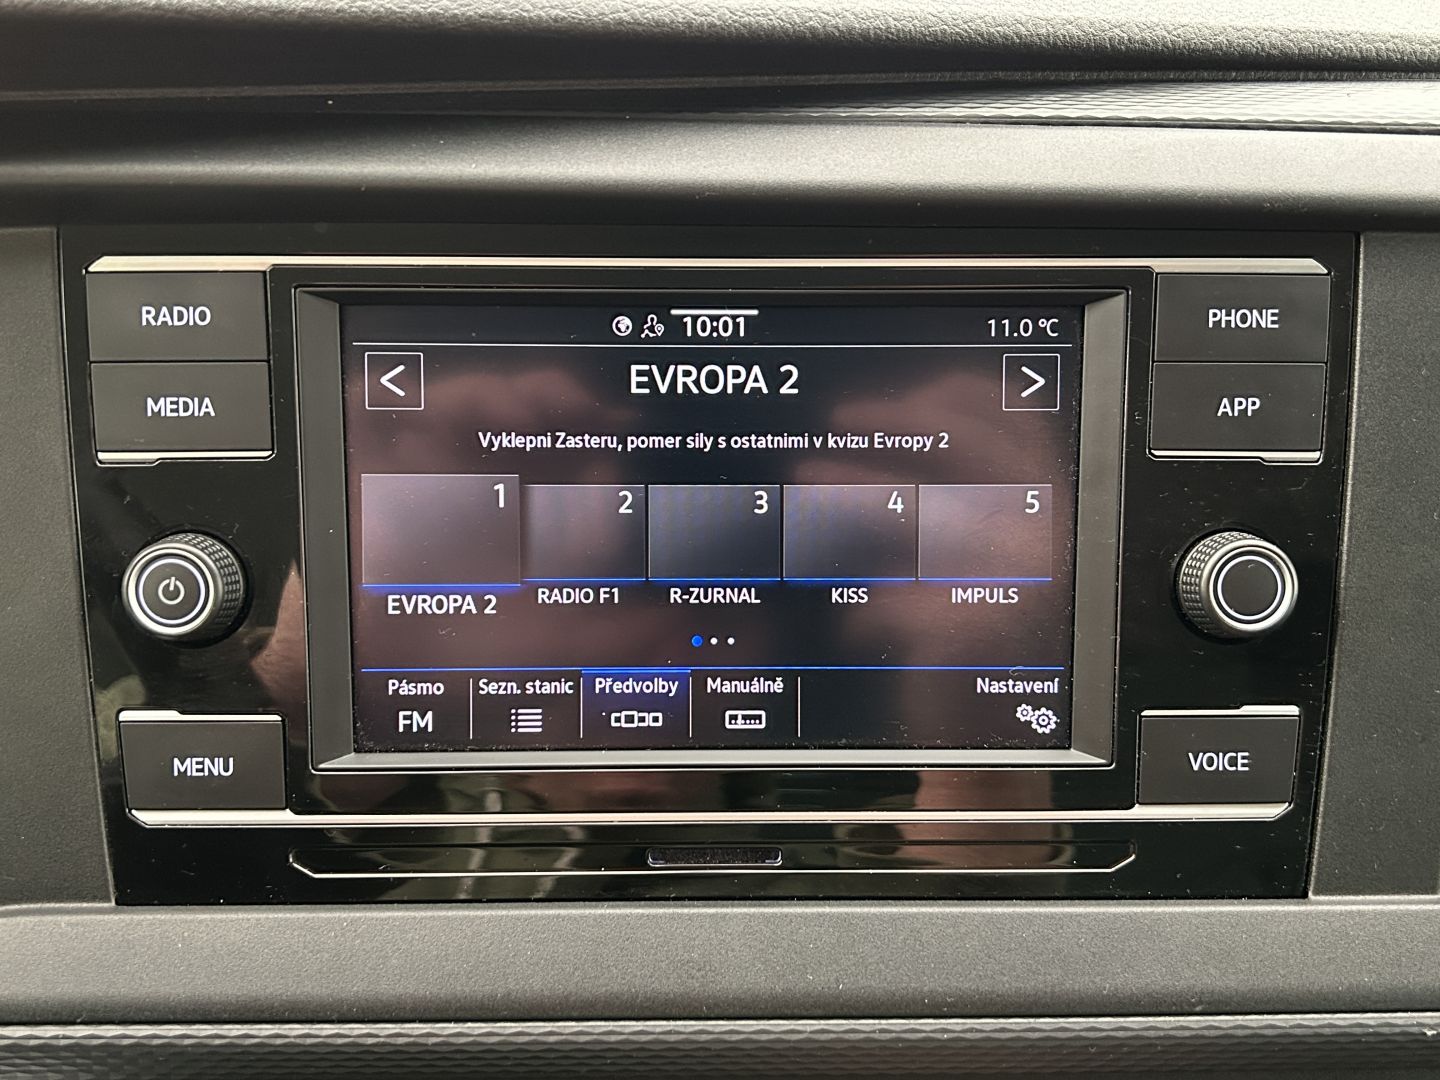 RADIO
MEDIA
MENU
PHONE
APP
VOICE
10:01
11.0 °C
< EVROPA 2 >
Vyklepni Zasteru, pomer sily s ostatnimi v kvizu Evropy 2
1 2 3 4 5
EVROPA 2 RADIO F1 R-ZURNAL KISS IMPULS
Pásmo Sezn. stanic Předvolby Manuálně Nastavení
FM